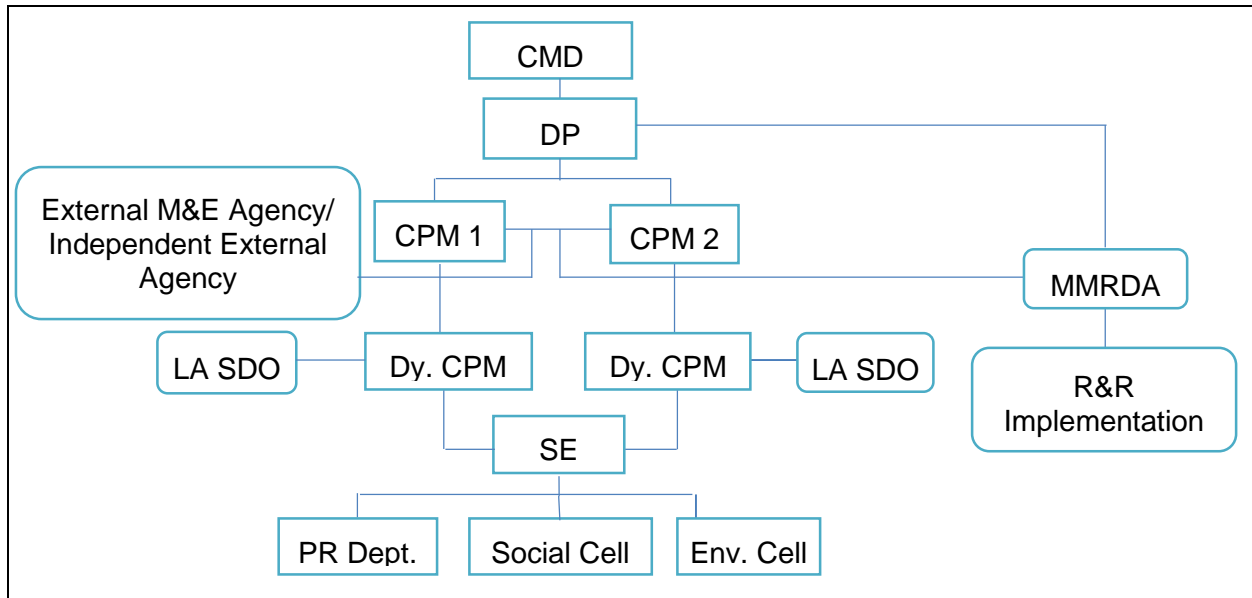 CMD
DP
External M&E Agency/
Independent External
Agency
CPM 1
CPM 2
MMRDA
LA SDO
Dy. CPM
Dy. CPM
LA SDO
R&R
Implementation
SE
PR Dept.
Social Cell
Env. Cell